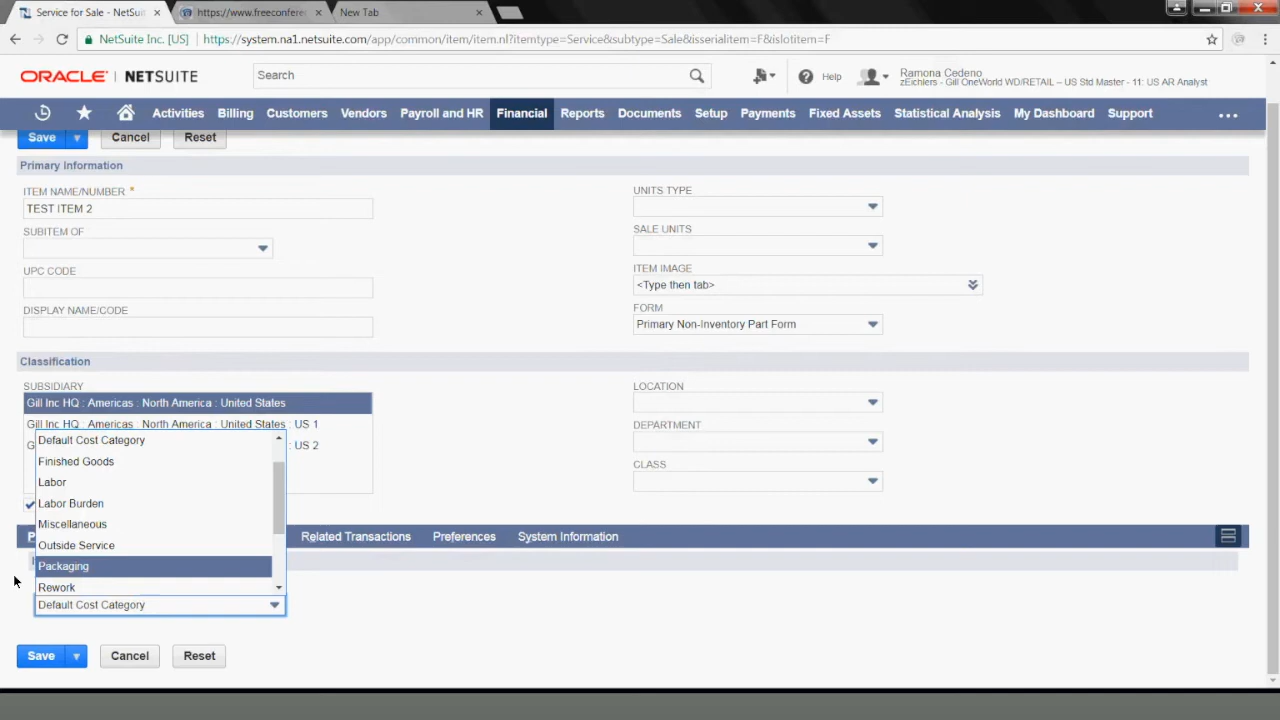 Service for Sale - NetSui
https://www.freeconfere
New Tab
NetSuite Inc. [US]
https://system.na1.netsuite.com/app/common/item/item.nl?itemtype=Service&subtype=Sale&isserialitem=F&islotitem=F
ORACLE | NETSUITE
Search
Help
Ramona Cedeno
zEichlers - Gill OneWorld WD/RETAIL – US Std Master - 11: US AR Analyst
Activities Billing Customers Vendors Payroll and HR Financial Reports Documents Setup Payments Fixed Assets Statistical Analysis My Dashboard Support
Save Cancel Reset
Primary Information
ITEM NAME/NUMBER *
TEST ITEM 2
SUBITEM OF
UPC CODE
DISPLAY NAME/CODE
UNITS TYPE
SALE UNITS
ITEM IMAGE
<Type then tab>
FORM
Primary Non-Inventory Part Form
Classification
SUBSIDIARY
Gill Inc HQ : Americas : North America : United States
Gill Inc HQ : Americas : North America : United States : US 1
G
: US 2
LOCATION
DEPARTMENT
CLASS
Default Cost Category
Finished Goods
Labor
Labor Burden
Miscellaneous
Outside Service
Packaging
Rework
Default Cost Category
Related Transactions Preferences System Information
Save Cancel Reset